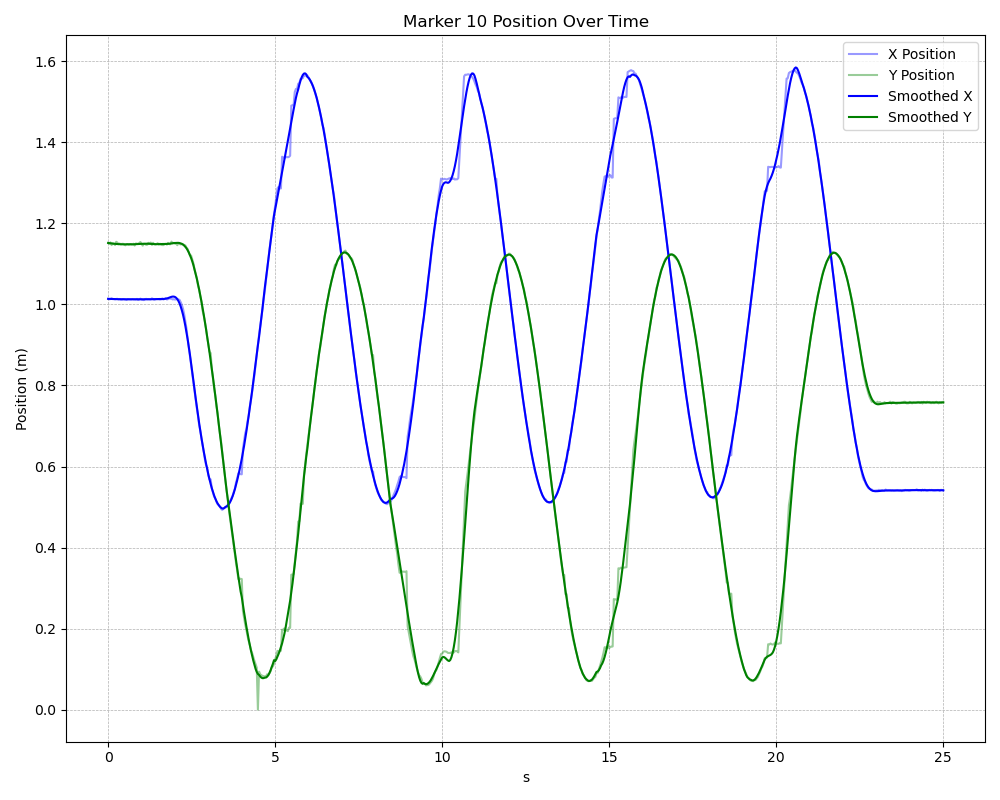 Marker 10 Position Over Time
X Position
Y Position
Smoothed X
Smoothed Y
Position (m)
1.6
1.4
1.2
1.0
0.8
0.6
0.4
0.2
0.0
0 5 10 15 20 25
s